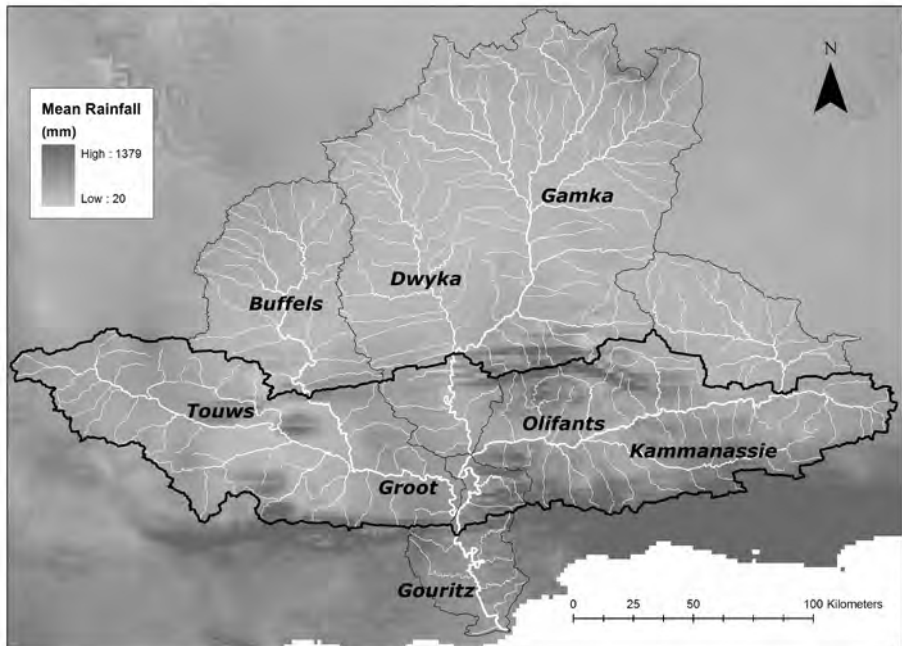 N
Mean Rainfall
(mm)
High : 1379
Low : 20
Gamka
Dwyka
Buffels
Touws
Olifants
Kammanassie
Groot
Gouritz
0 25 50 100 Kilometers